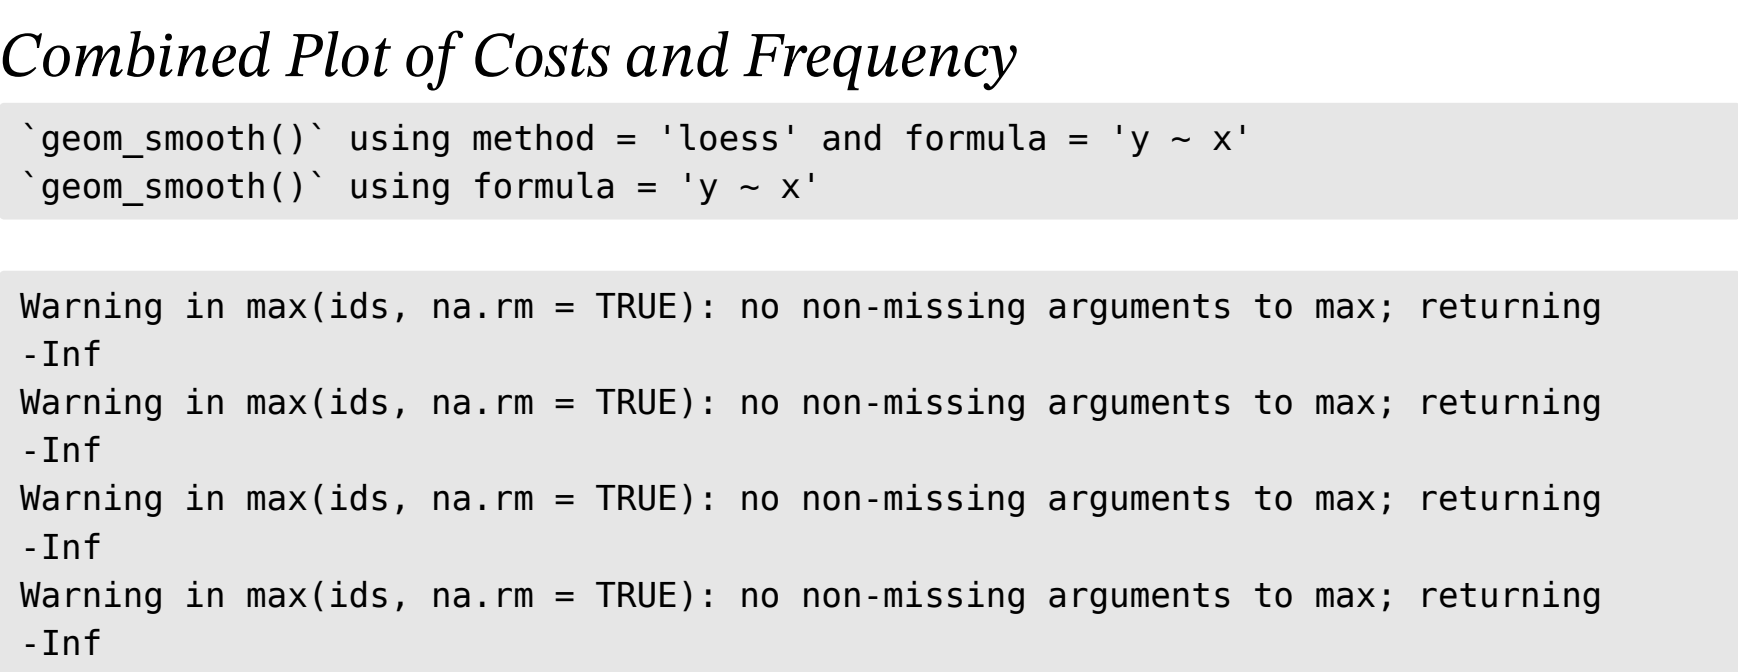 Combined Plot of Costs and Frequency
`geom_smooth()` using method = 'loess' and formula = 'y ~ x'
`geom_smooth()` using formula = 'y ~ x'
Warning in max(ids, na.rm = TRUE): no non-missing arguments to max; returning
-Inf
Warning in max(ids, na.rm = TRUE): no non-missing arguments to max; returning
-Inf
Warning in max(ids, na.rm = TRUE): no non-missing arguments to max; returning
-Inf
Warning in max(ids, na.rm = TRUE): no non-missing arguments to max; returning
-Inf